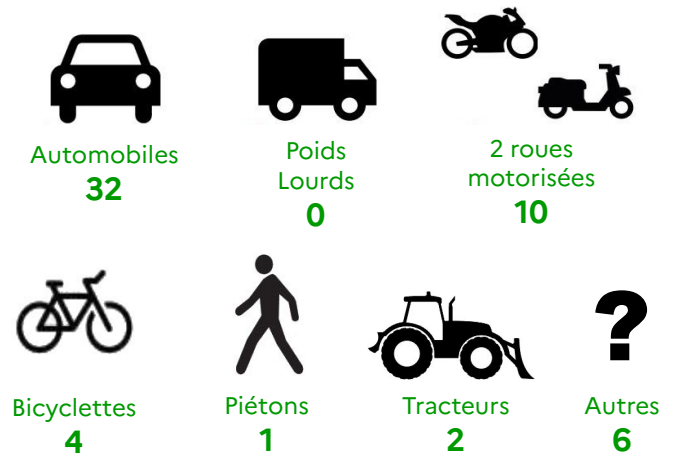 Automobiles
32
Poids
Lourds
0
2 roues
motorisées
10
Bicyclettes
4
Piétons
1
Tracteurs
2
?
Autres
6